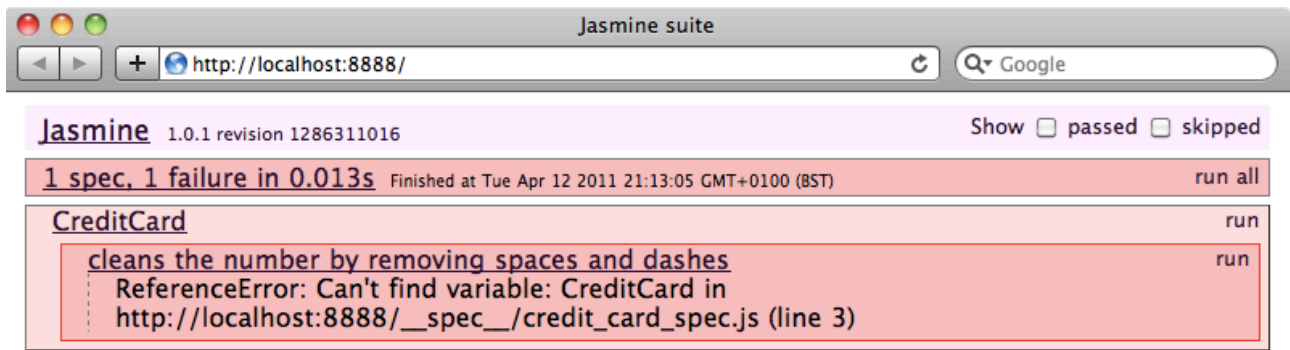 Jasmine suite
http://localhost:8888/ Google
Jasmine 1.0.1 revision 1286311016 Show passed skipped
1 spec, 1 failure in 0.013s Finished at Tue Apr 12 2011 21:13:05 GMT+0100 (BST) run all
CreditCard run
cleans the number by removing spaces and dashes run
ReferenceError: Can't find variable: CreditCard in
http://localhost:8888/__spec__/credit_card_spec.js (line 3)